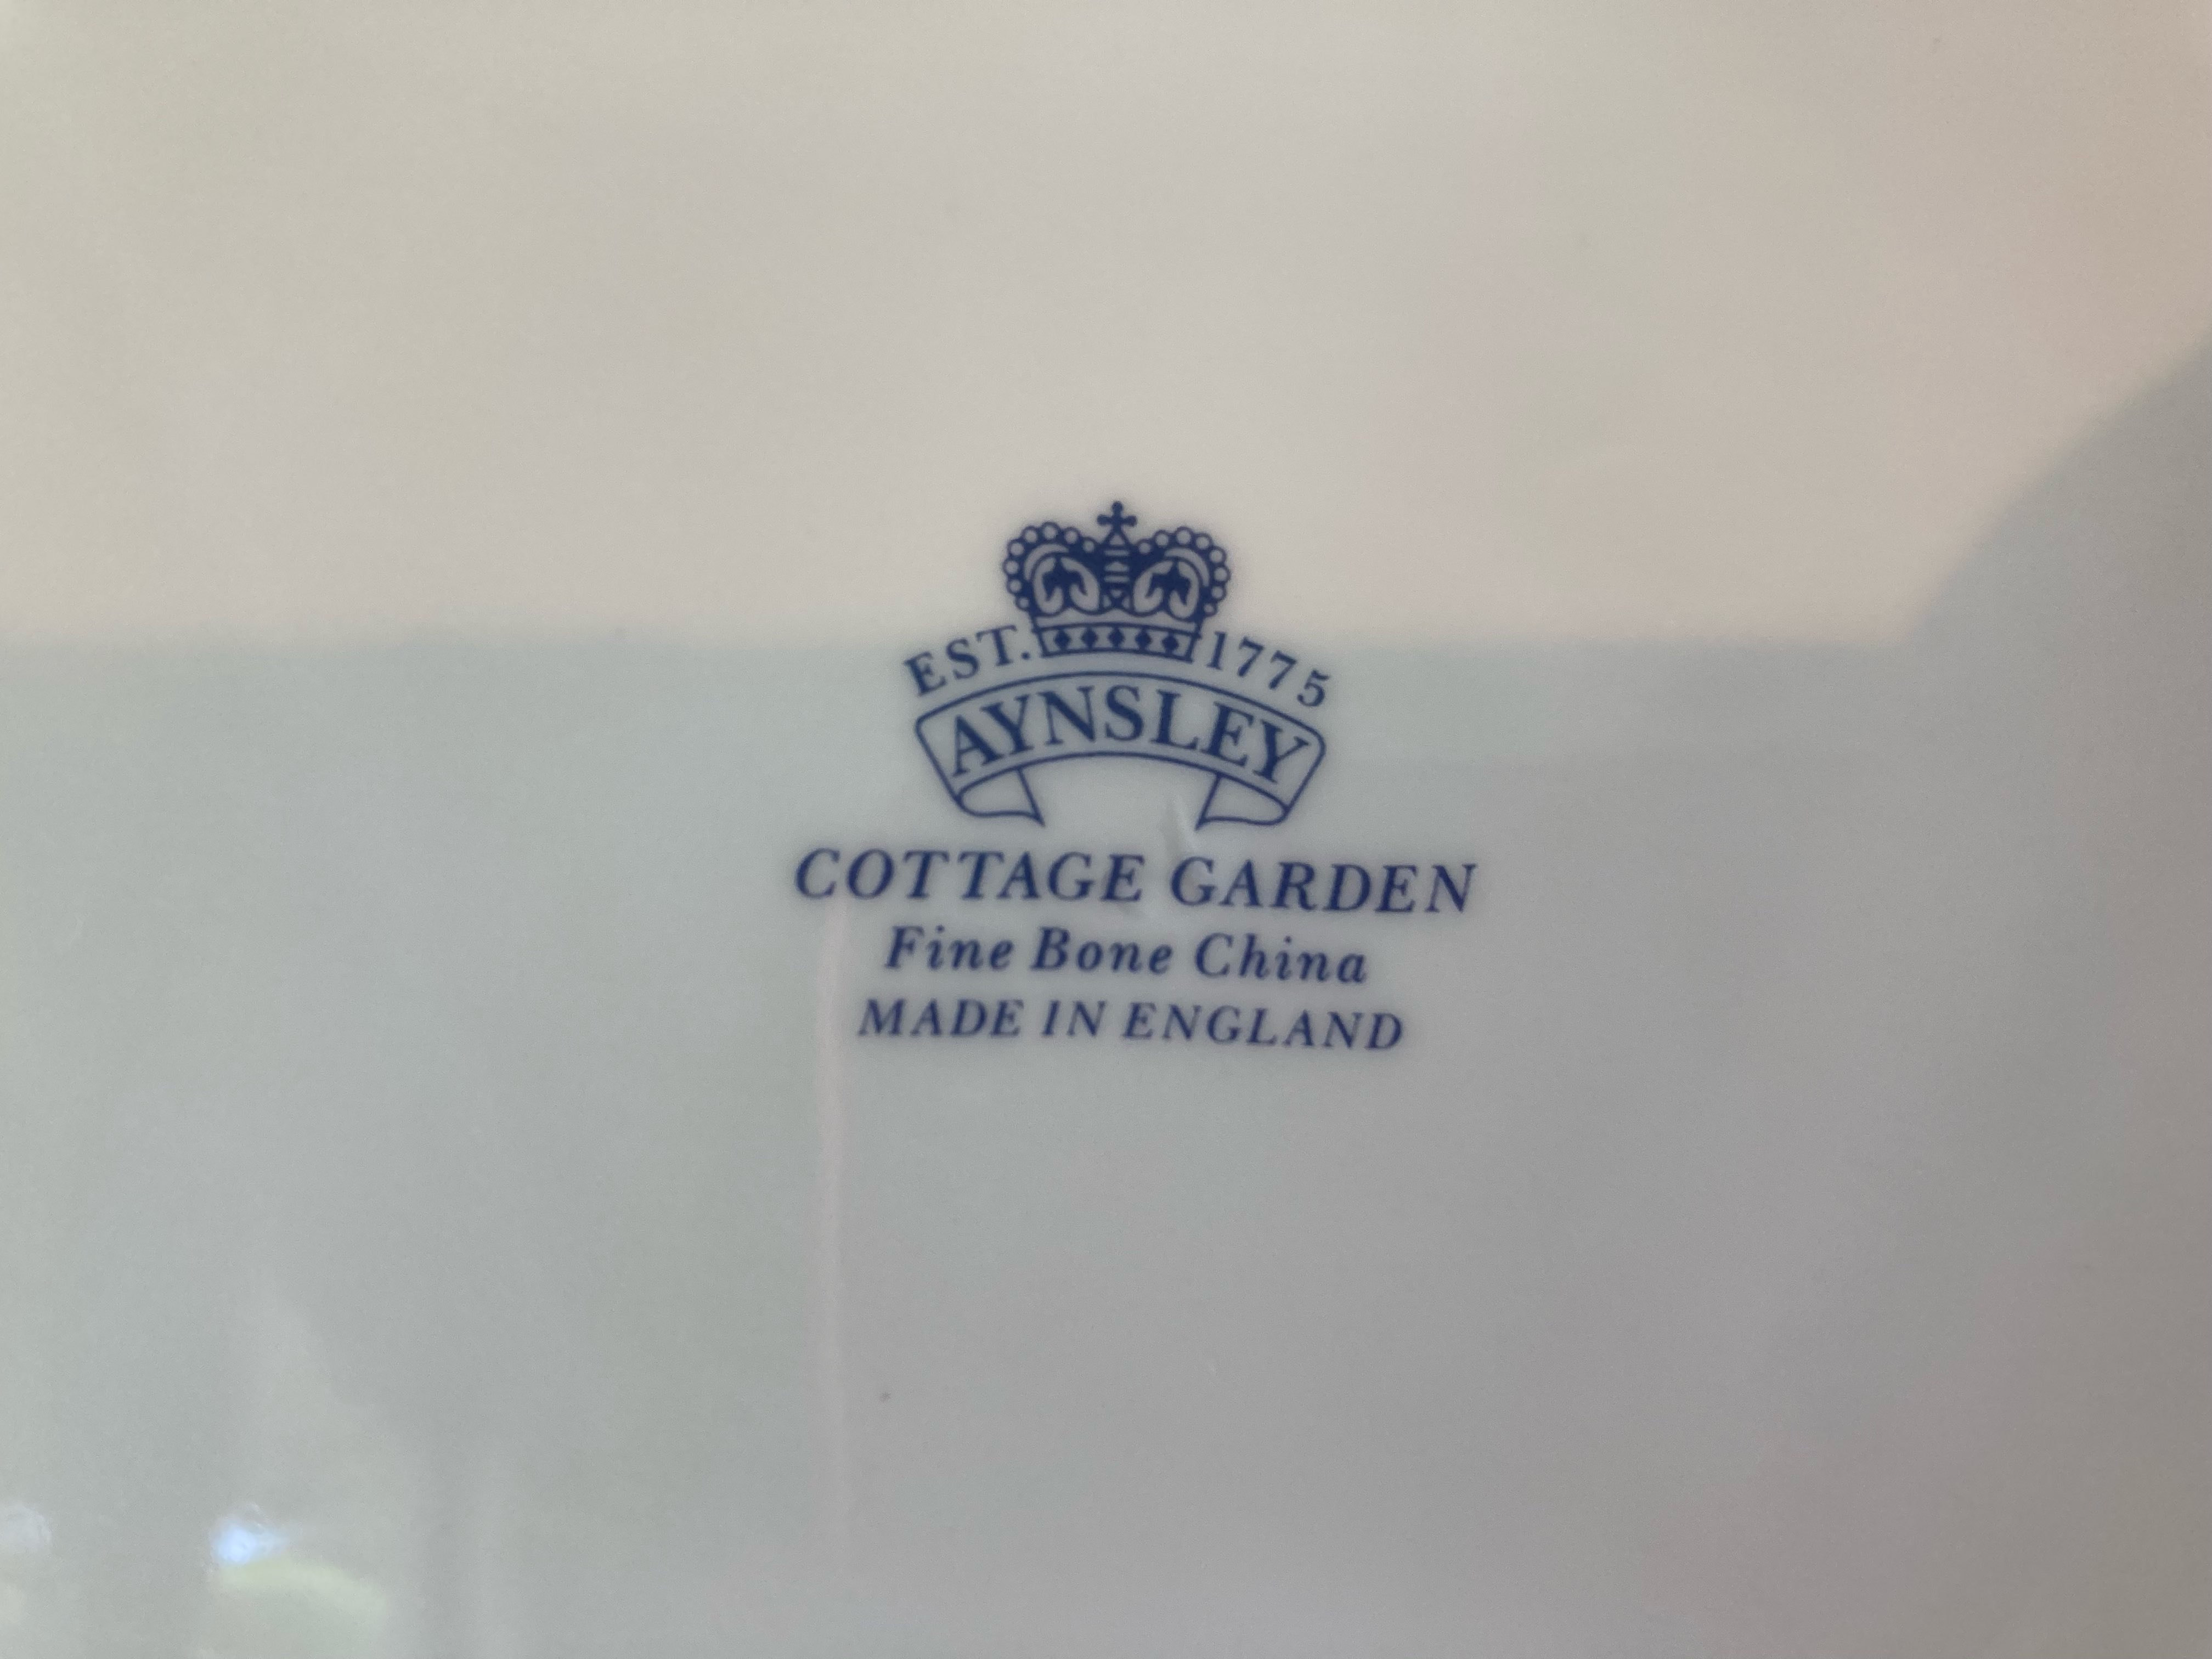 EST. 1775
AYNSLEY
COTTAGE GARDEN
Fine Bone China
MADE IN ENGLAND